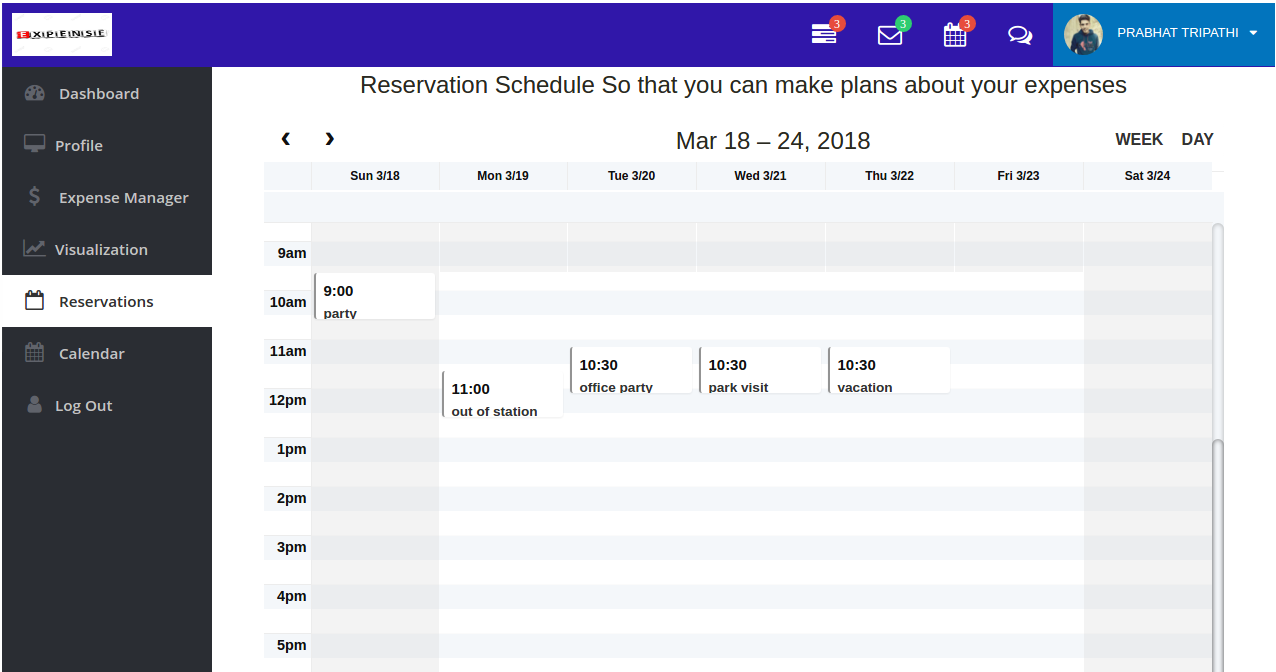 EXPENSE
3
3
3
PRABHAT TRIPATHI
Dashboard
Profile
Expense Manager
Visualization
Reservations
Calendar
Log Out
Reservation Schedule So that you can make plans about your expenses
Mar 18 – 24, 2018
WEEK DAY
Sun 3/18 Mon 3/19 Tue 3/20 Wed 3/21 Thu 3/22 Fri 3/23 Sat 3/24
9am
10am
11am
12pm
1pm
2pm
3pm
4pm
5pm
9:00
party
11:00
out of station
10:30
office party
10:30
park visit
10:30
vacation